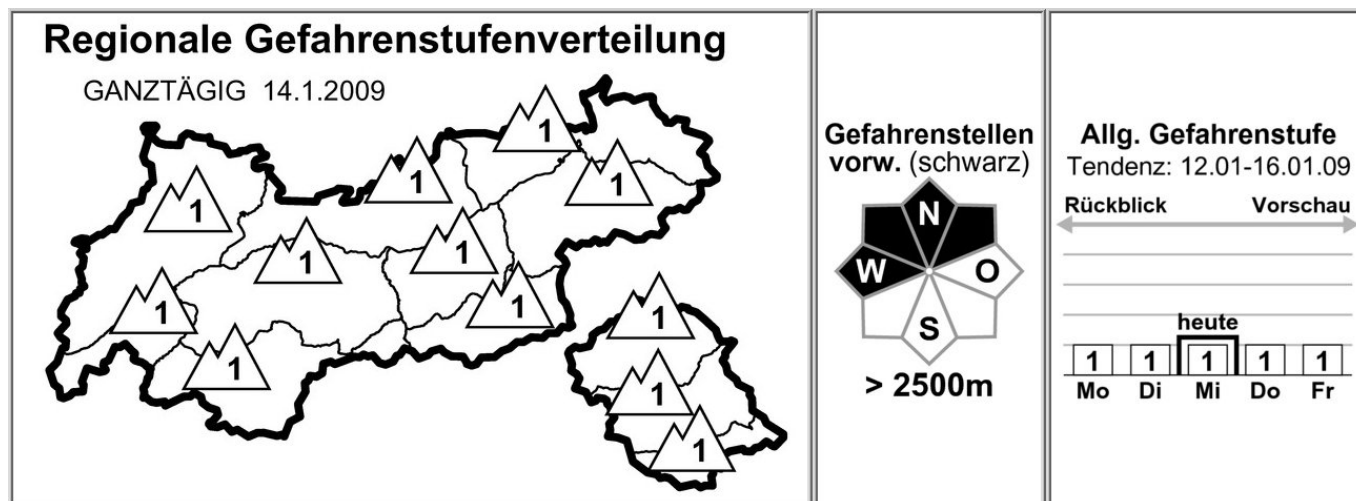 Regionale Gefahrenstufenverteilung
GANZTÄGIG 14.1.2009
1
1
1
1
1
1
1
1
1
1
1
1
Gefahrenstellen
vorw. (schwarz)
N
W O
S
> 2500m
Allg. Gefahrenstufe
Tendenz: 12.01-16.01.09
Rückblick Vorschau
heute
1 1 1 1 1
Mo Di Mi Do Fr